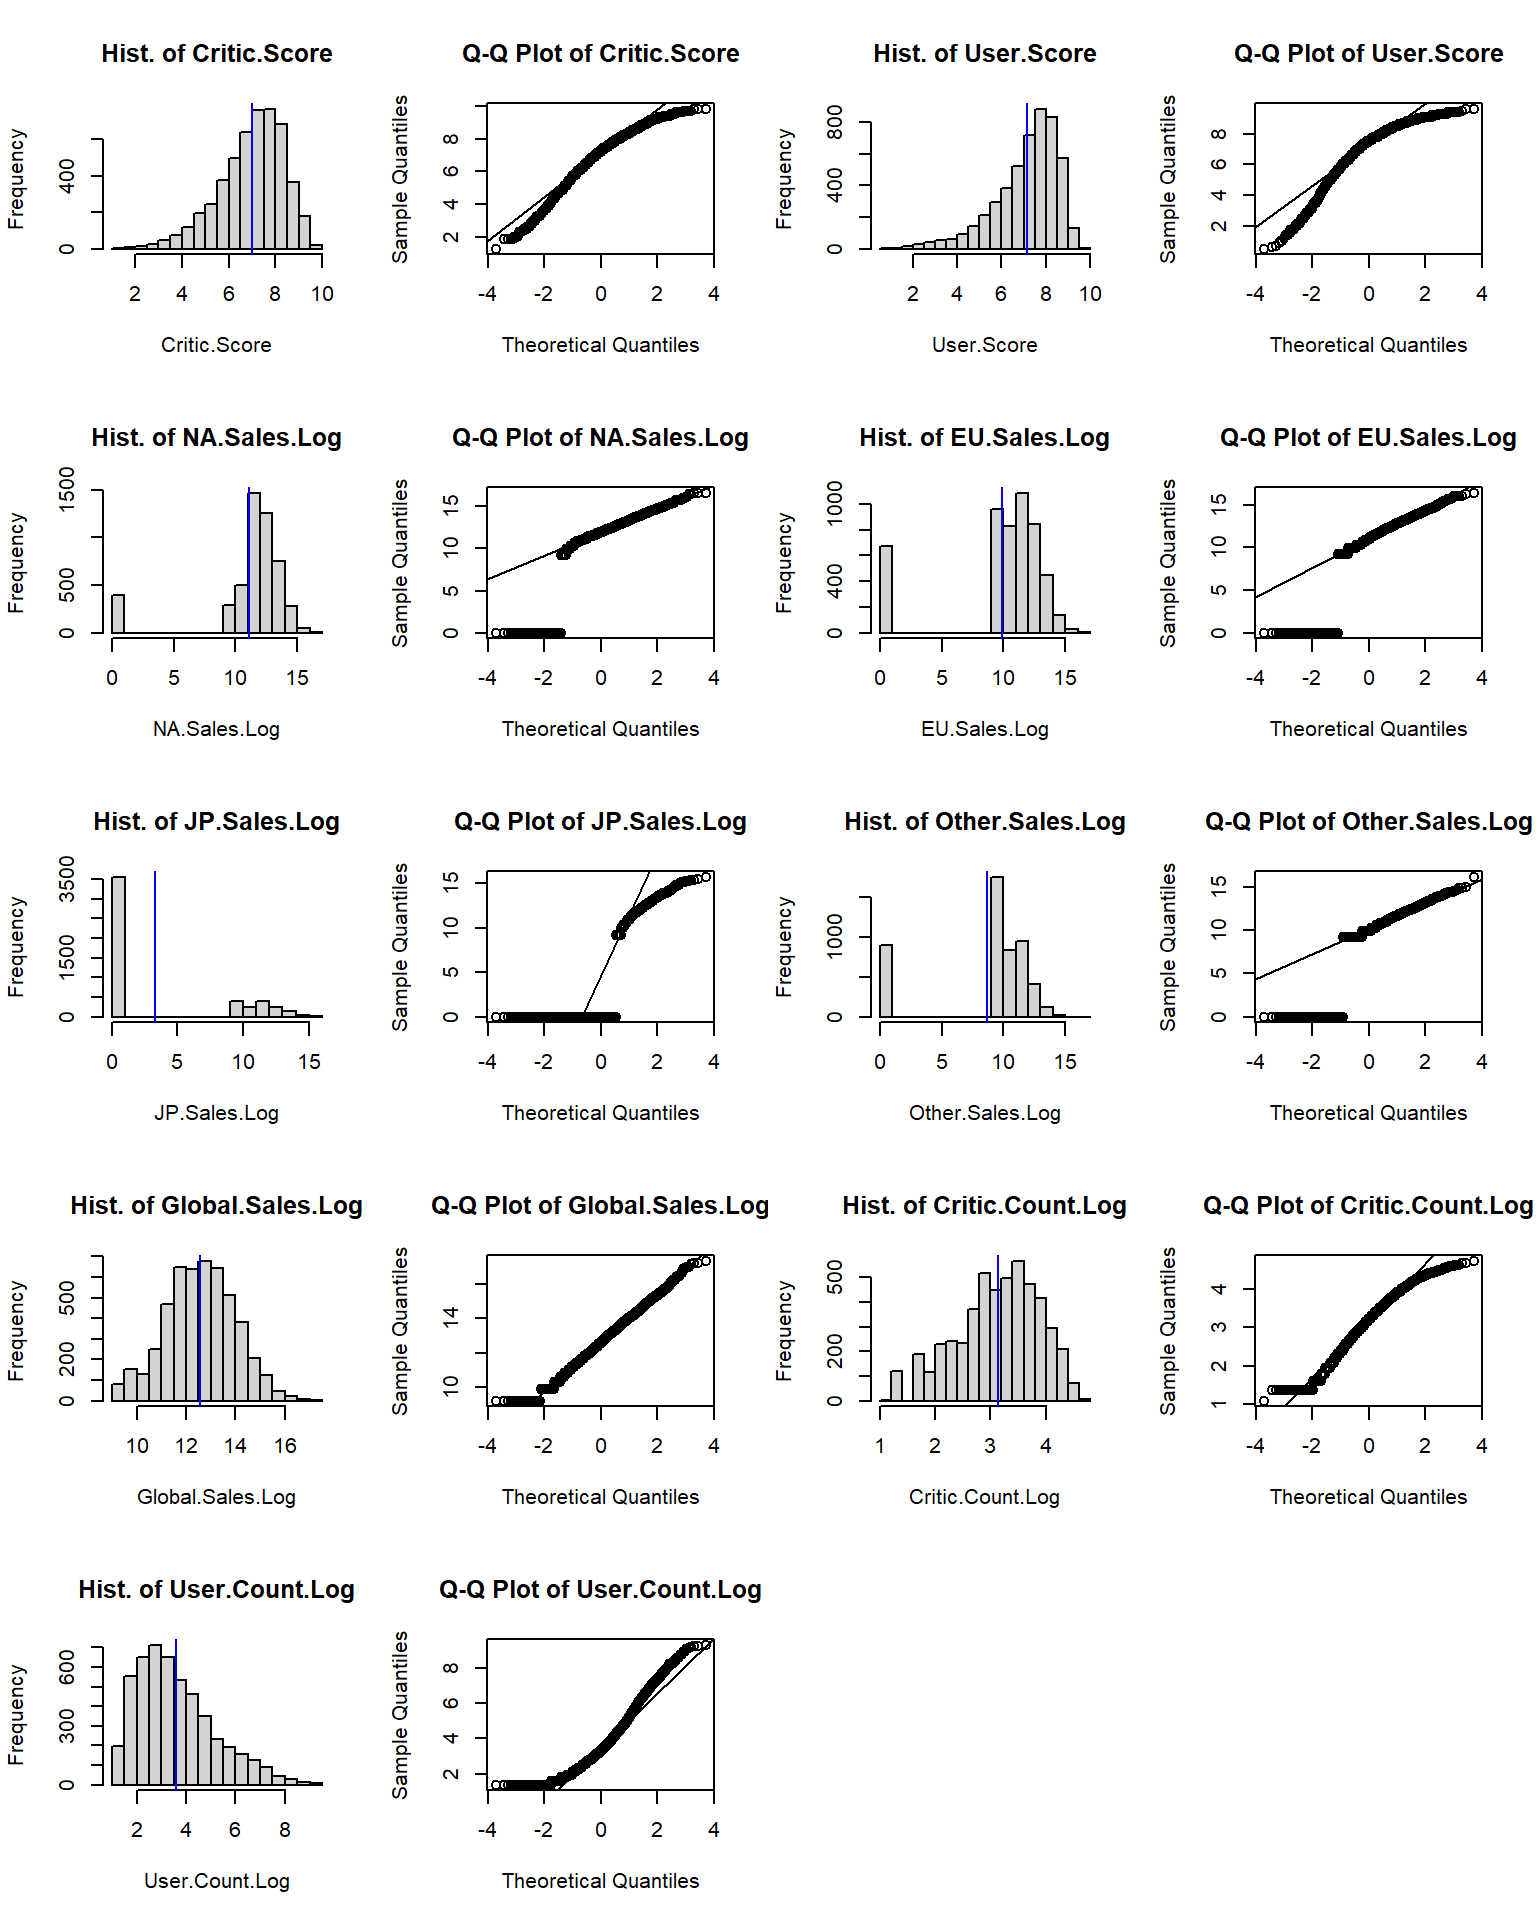 Hist. of Critic.Score
Frequency
0 400
2 4 6 8 10
Critic.Score
Q-Q Plot of Critic.Score
Sample Quantiles
2 4 6 8
-4 -2 0 2 4
Theoretical Quantiles
Hist. of User.Score
Frequency
0 400 800
2 4 6 8 10
User.Score
Q-Q Plot of User.Score
Sample Quantiles
2 4 6 8
-4 -2 0 2 4
Theoretical Quantiles
Hist. of NA.Sales.Log
Frequency
0 500 1500
0 5 10 15
NA.Sales.Log
Q-Q Plot of NA.Sales.Log
Sample Quantiles
0 5 10 15
-4 -2 0 2 4
Theoretical Quantiles
Hist. of EU.Sales.Log
Frequency
0 400 1000
0 5 10 15
EU.Sales.Log
Q-Q Plot of EU.Sales.Log
Sample Quantiles
0 5 10 15
-4 -2 0 2 4
Theoretical Quantiles
Hist. of JP.Sales.Log
Frequency
0 1500 3500
0 5 10 15
JP.Sales.Log
Q-Q Plot of JP.Sales.Log
Sample Quantiles
0 5 10 15
-4 -2 0 2 4
Theoretical Quantiles
Hist. of Other.Sales.Log
Frequency
0 1000
0 5 10 15
Other.Sales.Log
Q-Q Plot of Other.Sales.Log
Sample Quantiles
0 5 10 15
-4 -2 0 2 4
Theoretical Quantiles
Hist. of Global.Sales.Log
Frequency
0 200 500
10 12 14 16
Global.Sales.Log
Q-Q Plot of Global.Sales.Log
Sample Quantiles
10 14
-4 -2 0 2 4
Theoretical Quantiles
Hist. of Critic.Count.Log
Frequency
0 200 500
1 2 3 4
Critic.Count.Log
Q-Q Plot of Critic.Count.Log
Sample Quantiles
1 2 3 4
-4 -2 0 2 4
Theoretical Quantiles
Hist. of User.Count.Log
Frequency
0 300 600
2 4 6 8
User.Count.Log
Q-Q Plot of User.Count.Log
Sample Quantiles
2 4 6 8
-4 -2 0 2 4
Theoretical Quantiles